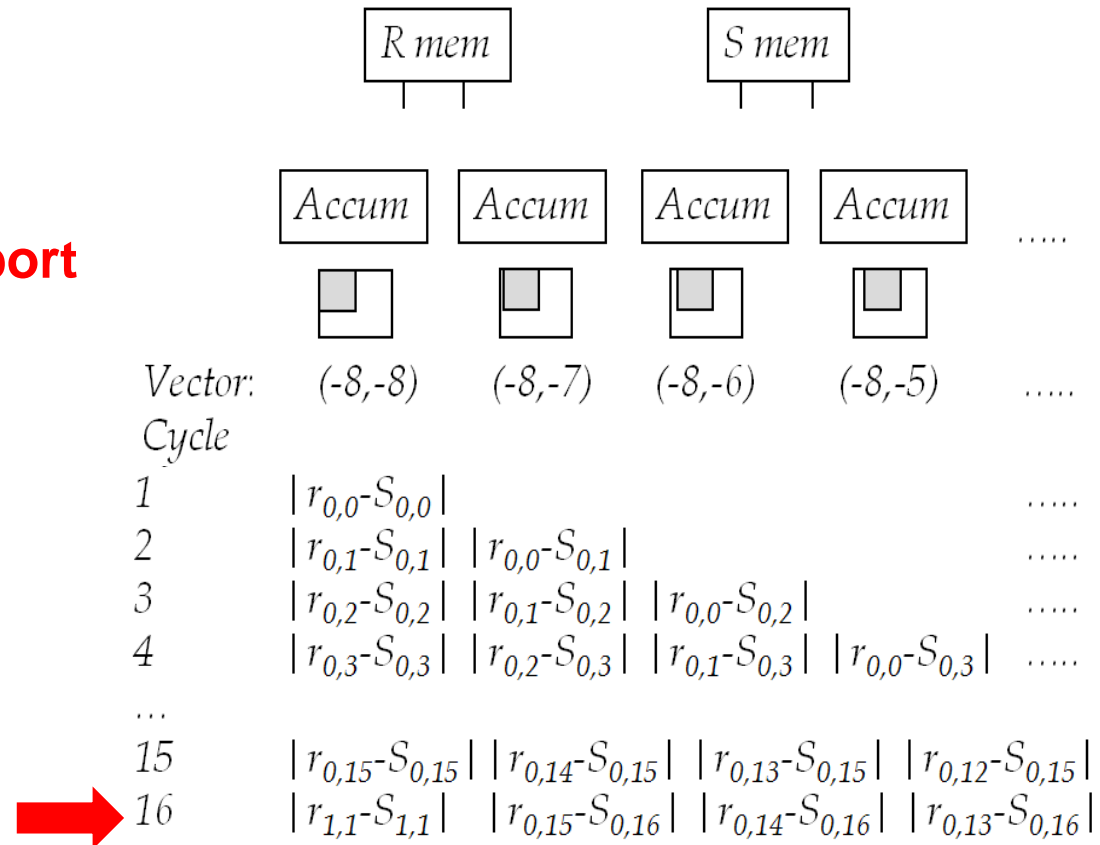 R mem S mem
Accum Accum Accum Accum .....
Vector: (-8,-8) (-8,-7) (-8,-6) (-8,-5) .....
Cycle
1 |r0,0-S0,0| .....
2 |r0,1-S0,1| |r0,0-S0,1| .....
3 |r0,2-S0,2| |r0,1-S0,2| |r0,0-S0,2| .....
4 |r0,3-S0,3| |r0,2-S0,3| |r0,1-S0,3| |r0,0-S0,3| .....
...
15 |r0,15-S0,15| |r0,14-S0,15| |r0,13-S0,15| |r0,12-S0,15|
16 |r1,1-S1,1| |r0,15-S0,16| |r0,14-S0,16| |r0,13-S0,16|